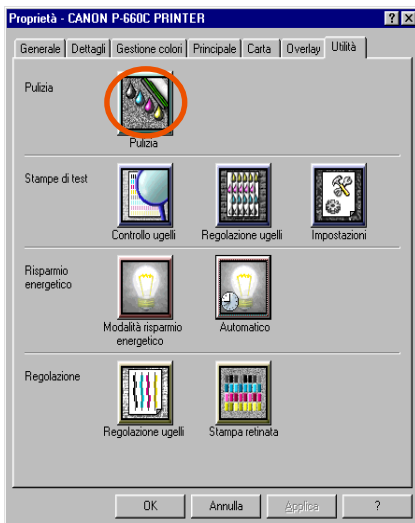 Proprietà - CANON P-660C PRINTER
Generale Dettagli Gestione colori Principale Carta Overlay Utilità
Pulizia
Pulizia
Stampe di test
Controllo ugelli Regolazione ugelli Impostazioni
Risparmio
energetico
Modalità risparmio Automatico
energetico
Regolazione
Regolazione ugelli Stampa retinata
OK Annulla Applica ?